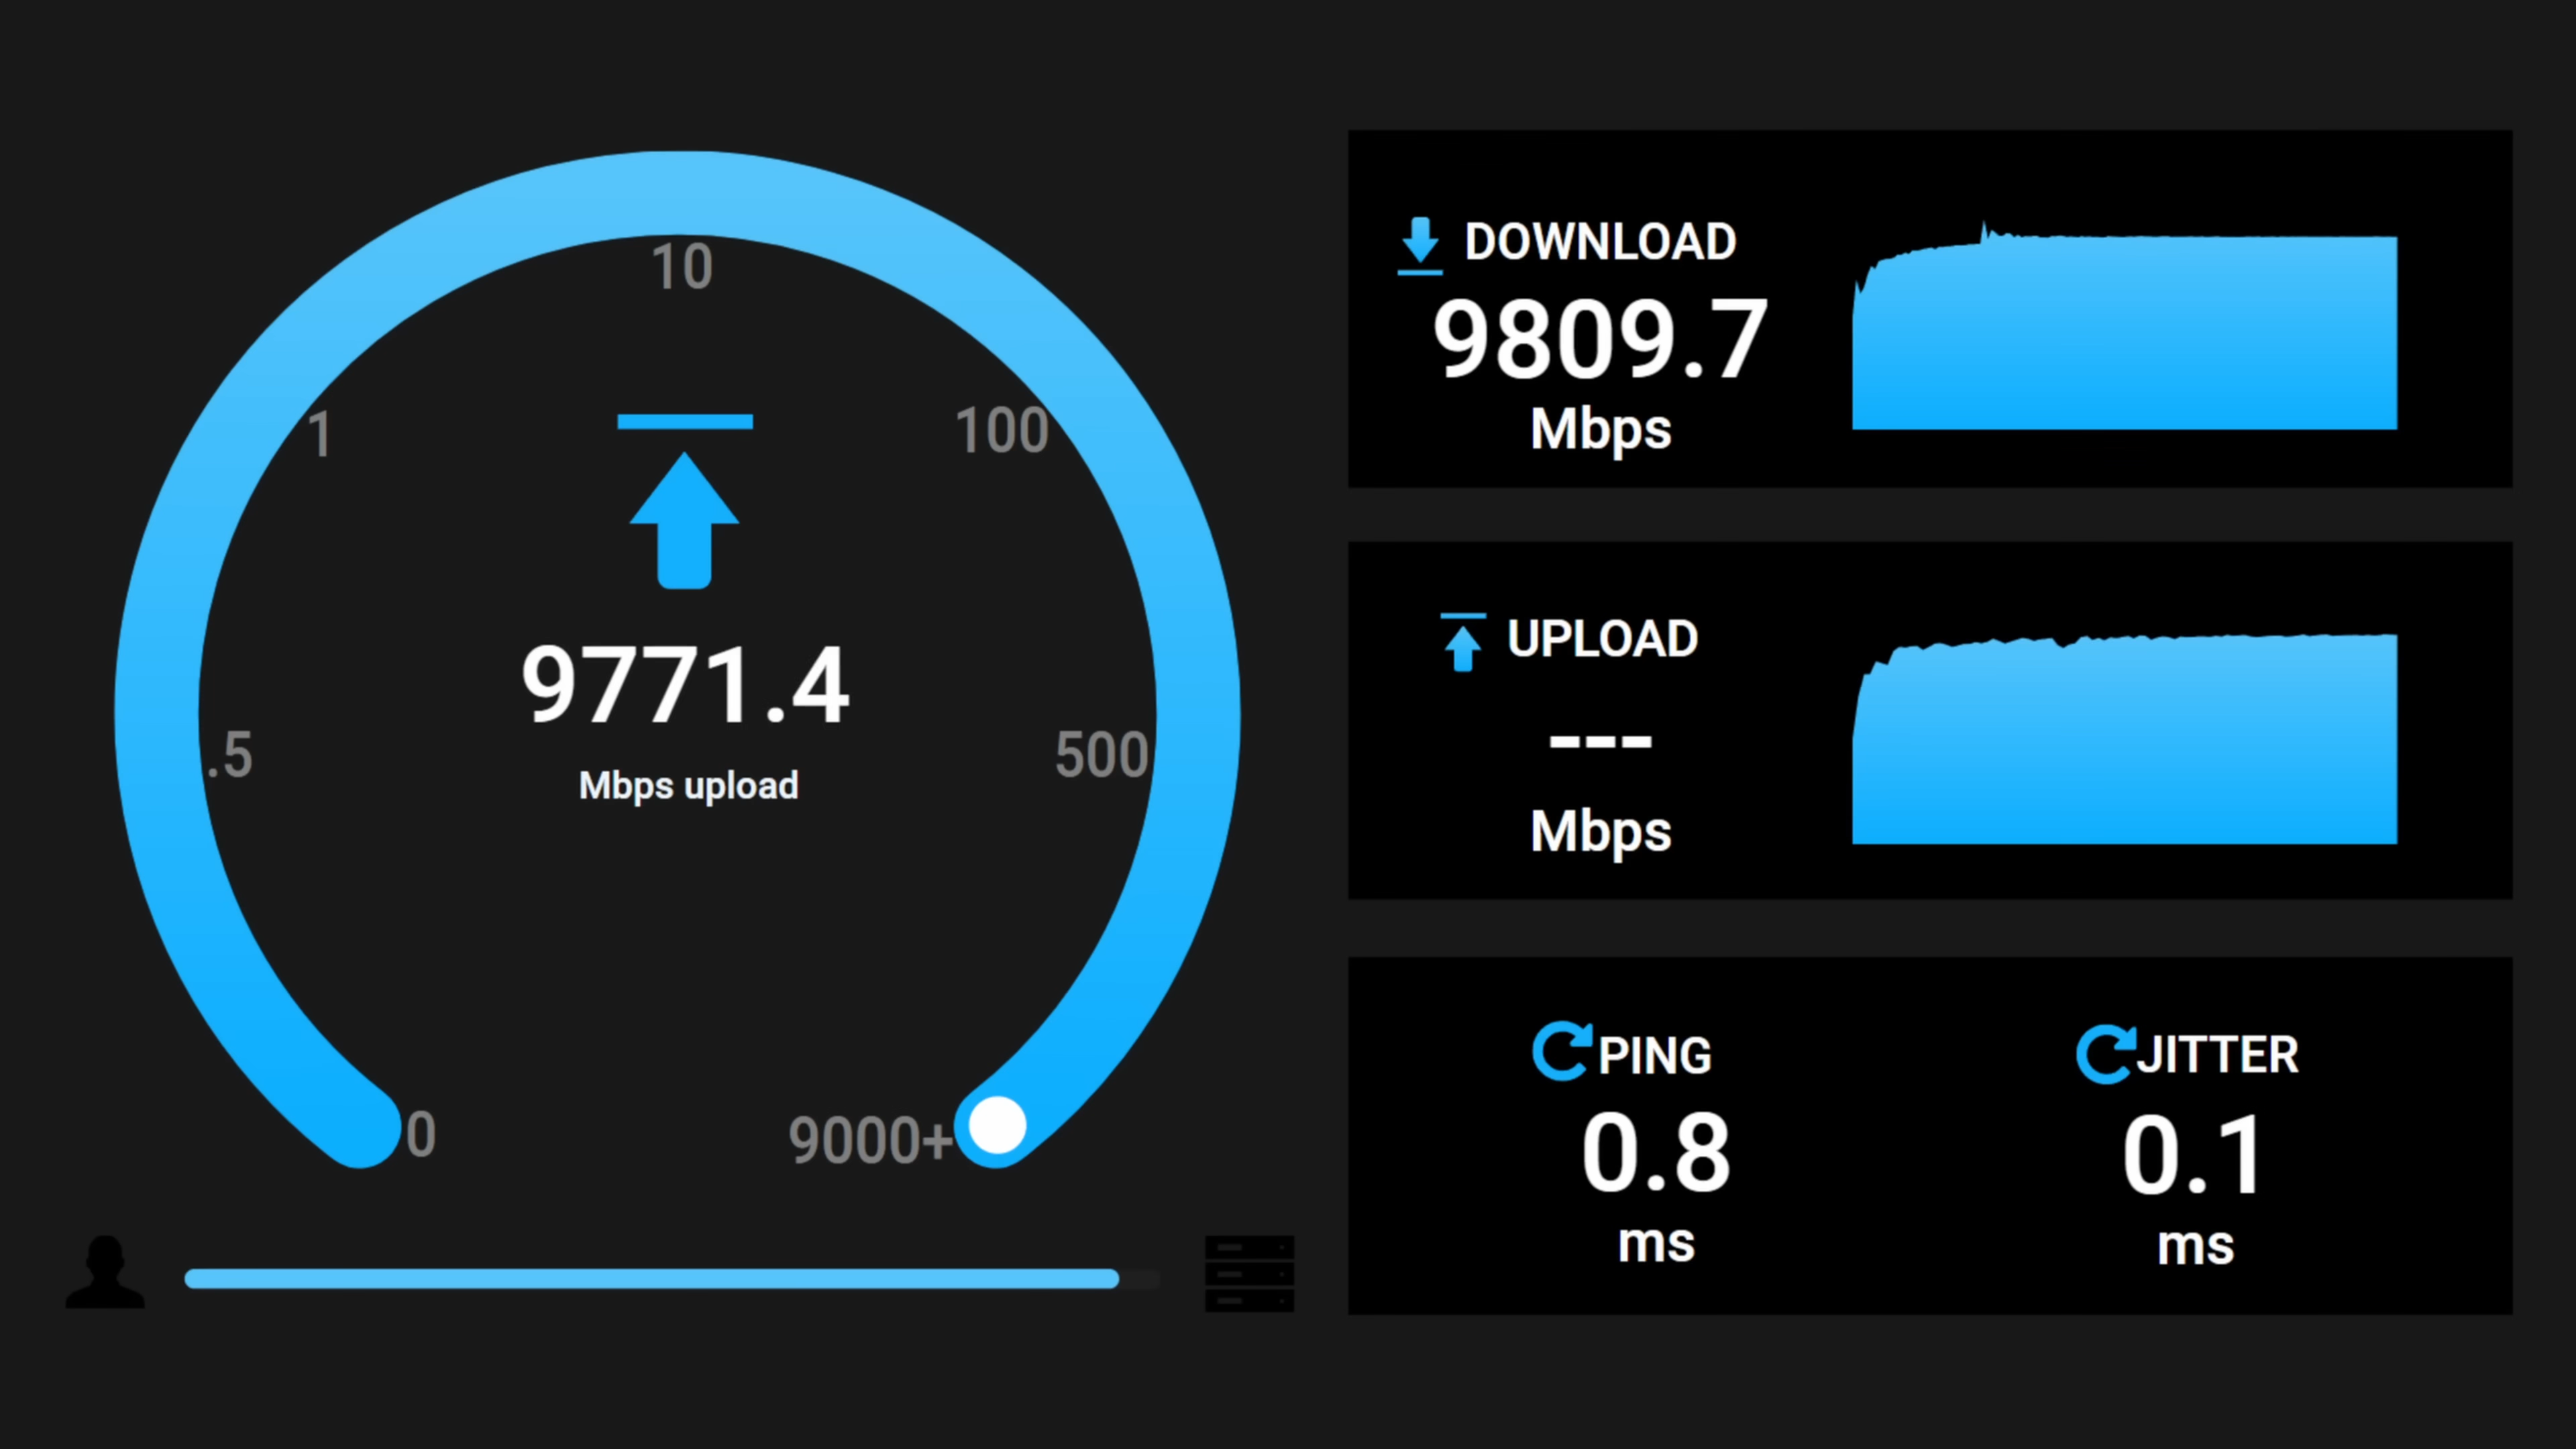 10
1
100
9771.4
Mbps upload
.5
500
0
9000+
DOWNLOAD
9809.7
Mbps
UPLOAD
---
Mbps
PING
0.8
ms
JITTER
0.1
ms